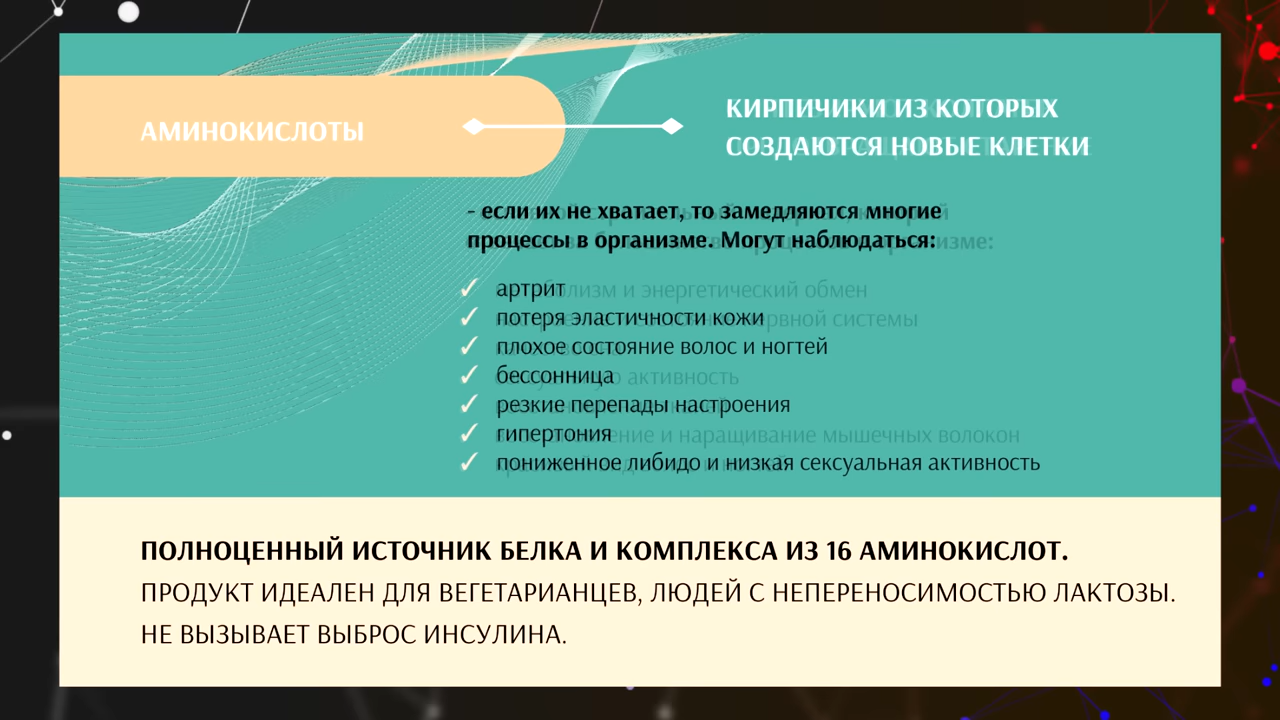 АМИНОКИСЛОТЫ
КИРПИЧИКИ ИЗ КОТОРЫХ
СОЗДАЮТСЯ НОВЫЕ КЛЕТКИ
- если их не хватает, то замедляются многие
процессы в организме. Могут наблюдаться:
✓ артрит
✓ потеря эластичности кожи
✓ плохое состояние волос и ногтей
✓ бессонница
✓ резкие перепады настроения
✓ гипертония
✓ пониженное либидо и низкая сексуальная активность
ПОЛНОЦЕННЫЙ ИСТОЧНИК БЕЛКА И КОМПЛЕКСА ИЗ 16 АМИНОКИСЛОТ.
ПРОДУКТ ИДЕАЛЕН ДЛЯ ВЕГЕТАРИАНЦЕВ, ЛЮДЕЙ С НЕПЕРЕНОСИМОСТЬЮ ЛАКТОЗЫ.
НЕ ВЫЗЫВАЕТ ВЫБРОС ИНСУЛИНА.